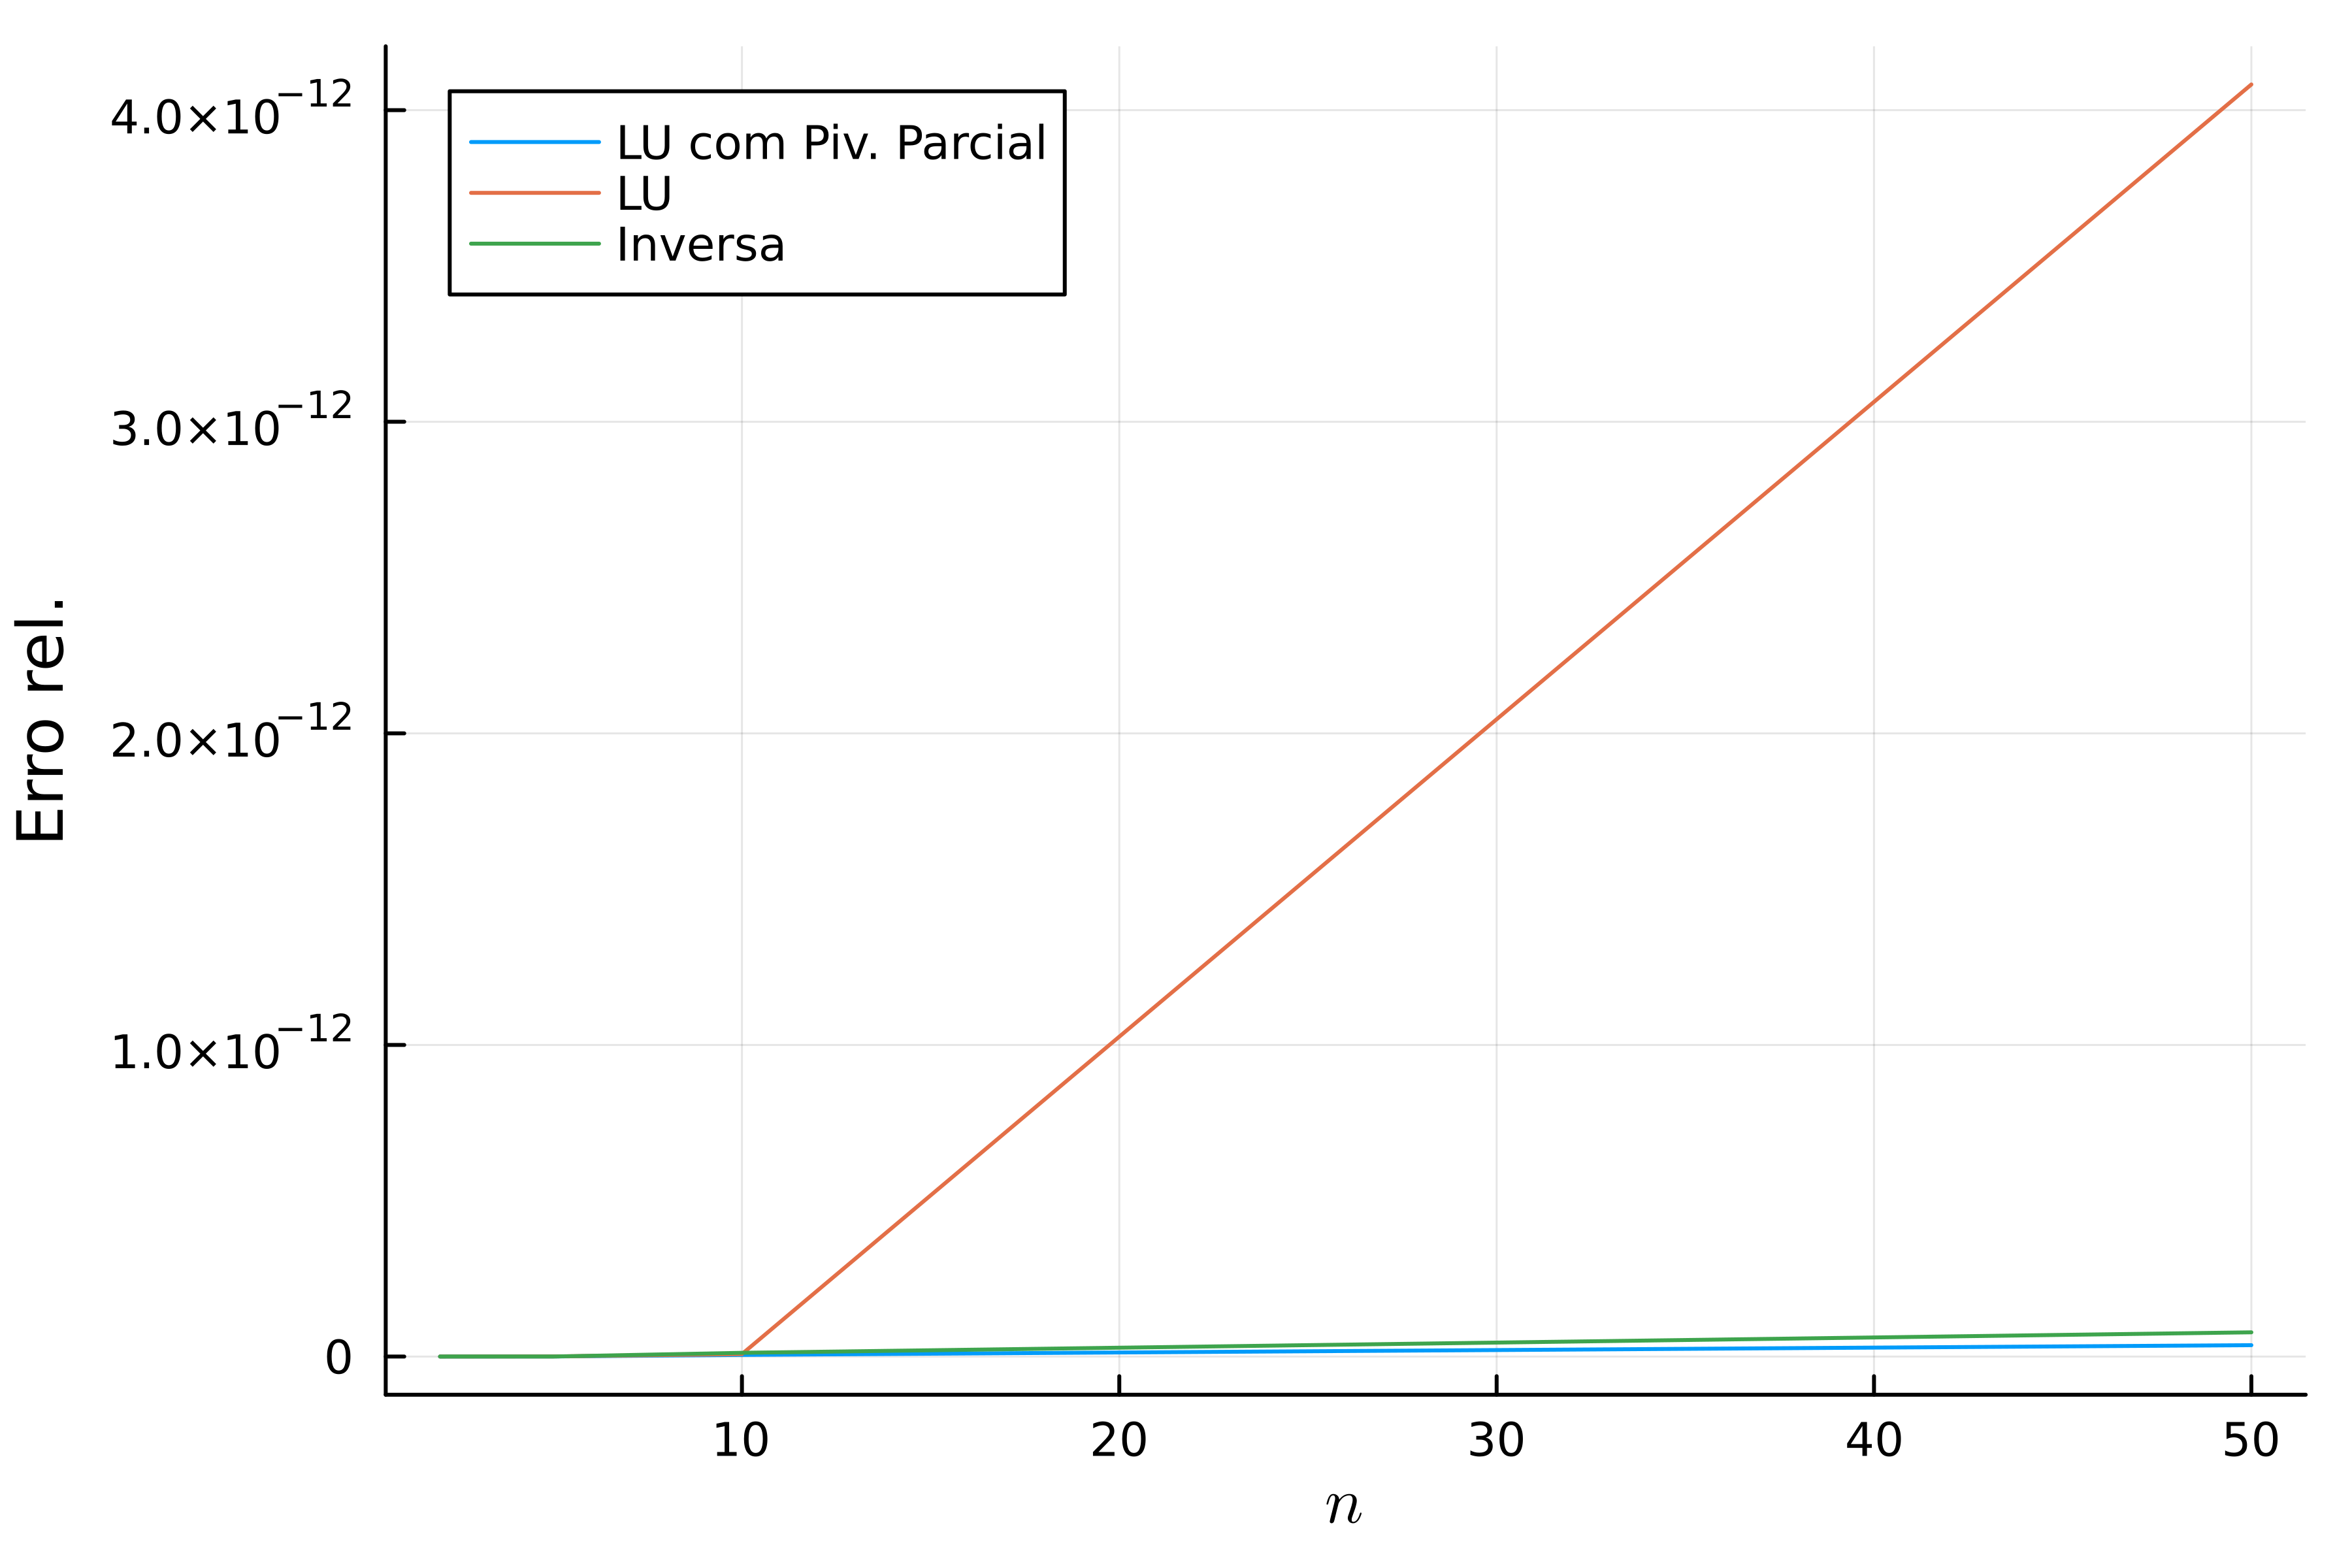 4.0×10⁻¹²
3.0×10⁻¹²
2.0×10⁻¹²
1.0×10⁻¹²
0
Erro rel.
LU com Piv. Parcial
LU
Inversa
10 20 30 40 50
n